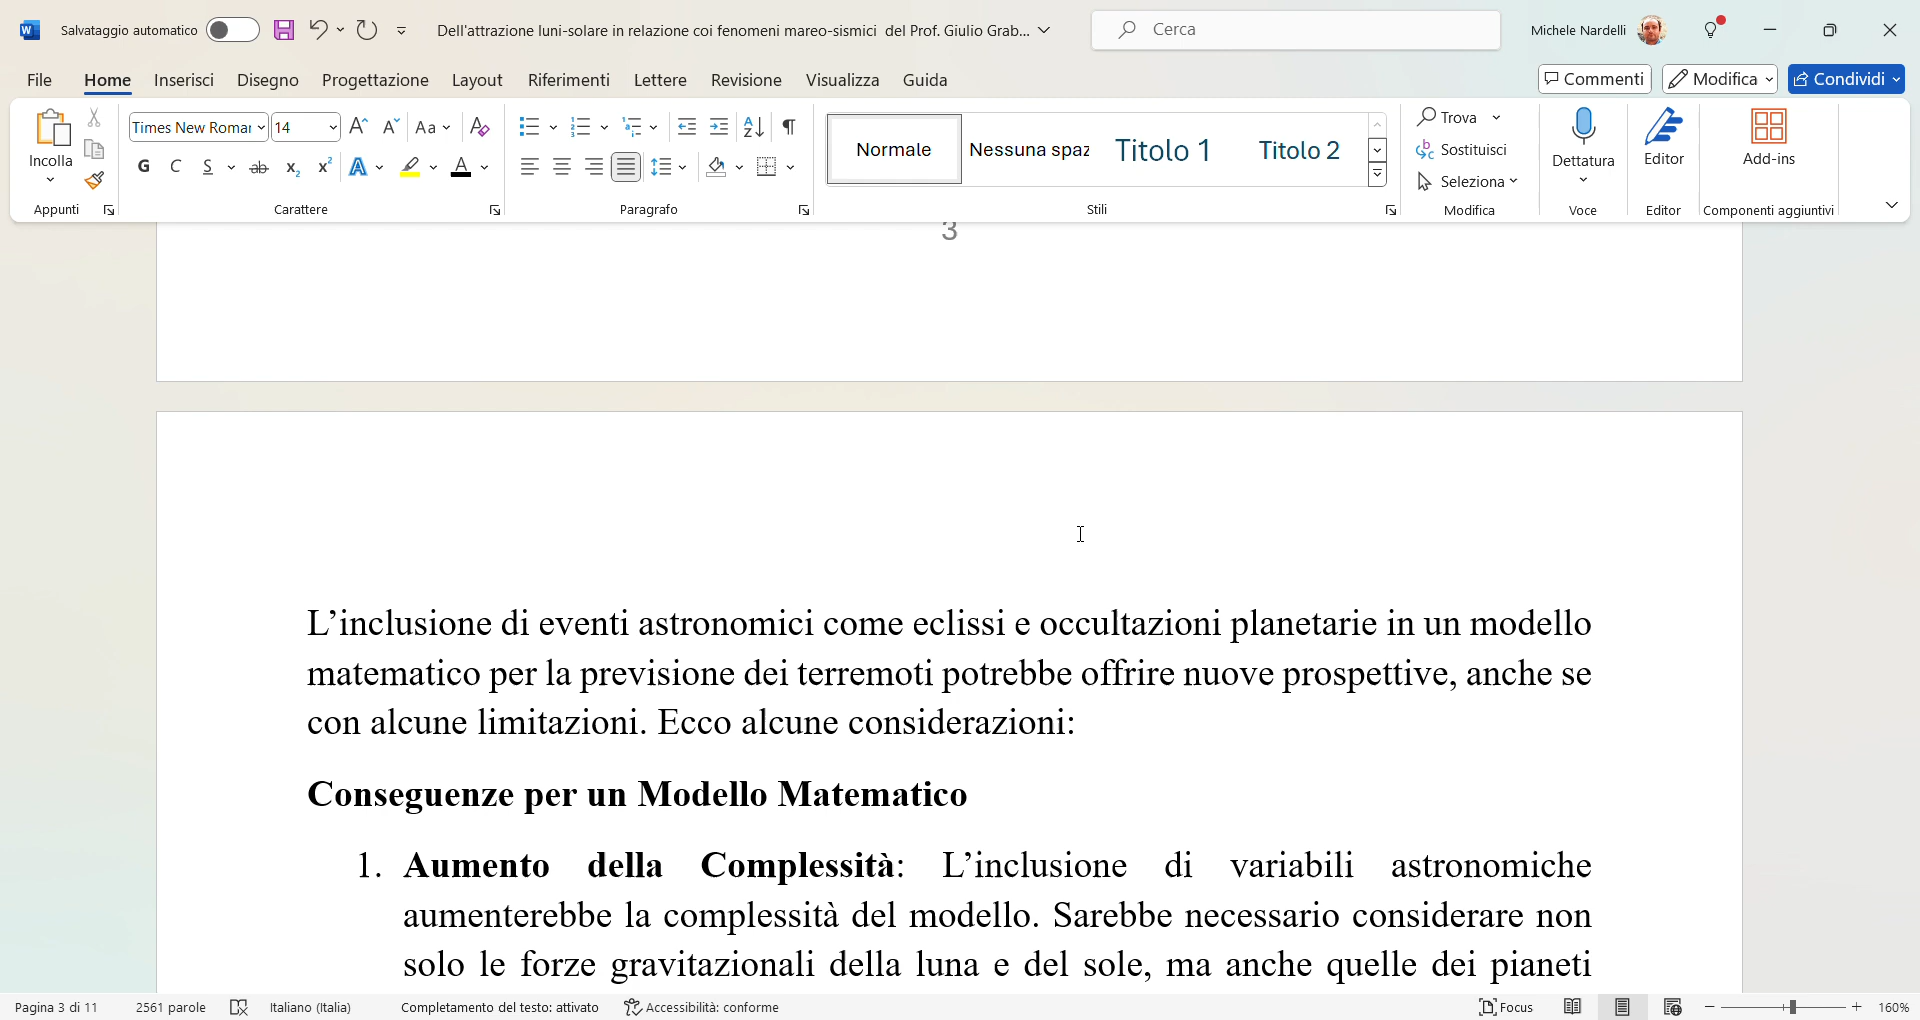 Salvataggio automatico
Dell'attrazione luni-solare in relazione coi fenomeni mareo-sismici del Prof. Giulio Grab...
Cerca
Michele Nardelli
File Home Inserisci Disegno Progettazione Layout Riferimenti Lettere Revisione Visualizza Guida
Commenti Modifica Condividi
Incolla
Appunti
Times New Roman 14
Aa
G C S ab x₂ x²
Carattere
Paragrafo
Normale
Nessuna spaz
Titolo 1
Titolo 2
Stili
Trova
Sostituisci
Seleziona
Modifica
Dettatura
Voce
Editor
Editor
Add-ins
Componenti aggiuntivi
3
L’inclusione di eventi astronomici come eclissi e occultazioni planetarie in un modello
matematico per la previsione dei terremoti potrebbe offrire nuove prospettive, anche se
con alcune limitazioni. Ecco alcune considerazioni:
Conseguenze per un Modello Matematico
1. Aumento della Complessità: L’inclusione di variabili astronomiche
aumenterebbe la complessità del modello. Sarebbe necessario considerare non
solo le forze gravitazionali della luna e del sole, ma anche quelle dei pianeti
Pagina 3 di 11 2561 parole Italiano (Italia) Completamento del testo: attivato Accessibilità: conforme Focus 160%